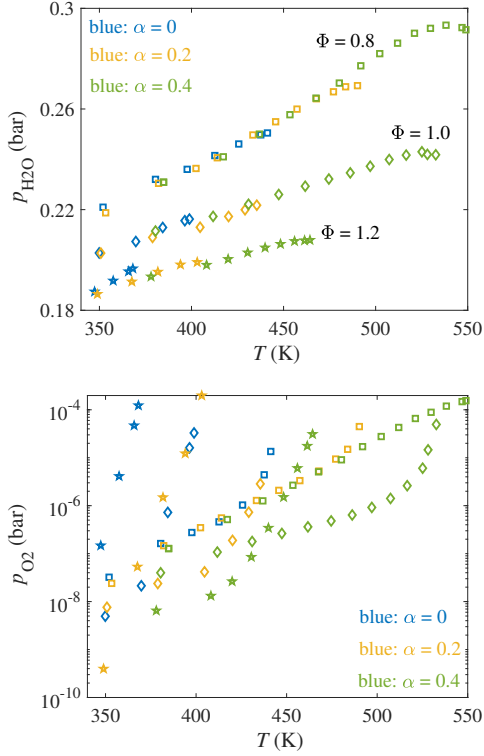 0.3
blue: α = 0
blue: α = 0.2
blue: α = 0.4
Φ = 0.8
0.26
p_H2O (bar)
Φ = 1.0
0.22
Φ = 1.2
0.18
350 400 450 500 550
T (K)
10^-4
10^-6
p_O2 (bar)
10^-8
blue: α = 0
blue: α = 0.2
blue: α = 0.4
10^-10
350 400 450 500 550
T (K)